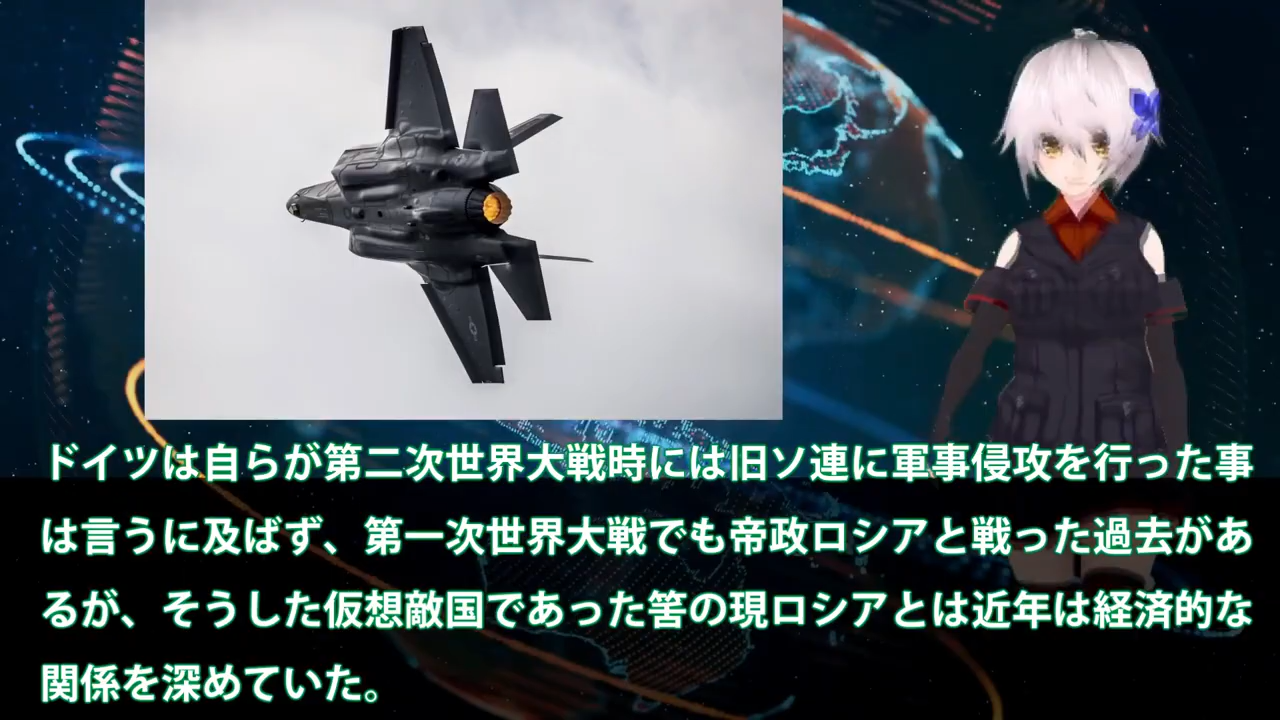 ドイツは自らが第二次世界大戦時には旧ソ連に軍事侵攻を行った事
は言うに及ばず、第一次世界大戦でも帝政ロシアと戦った過去があ
るが、そうした仮想敵国であった筈の現ロシアとは近年は経済的な
関係を深めていた。